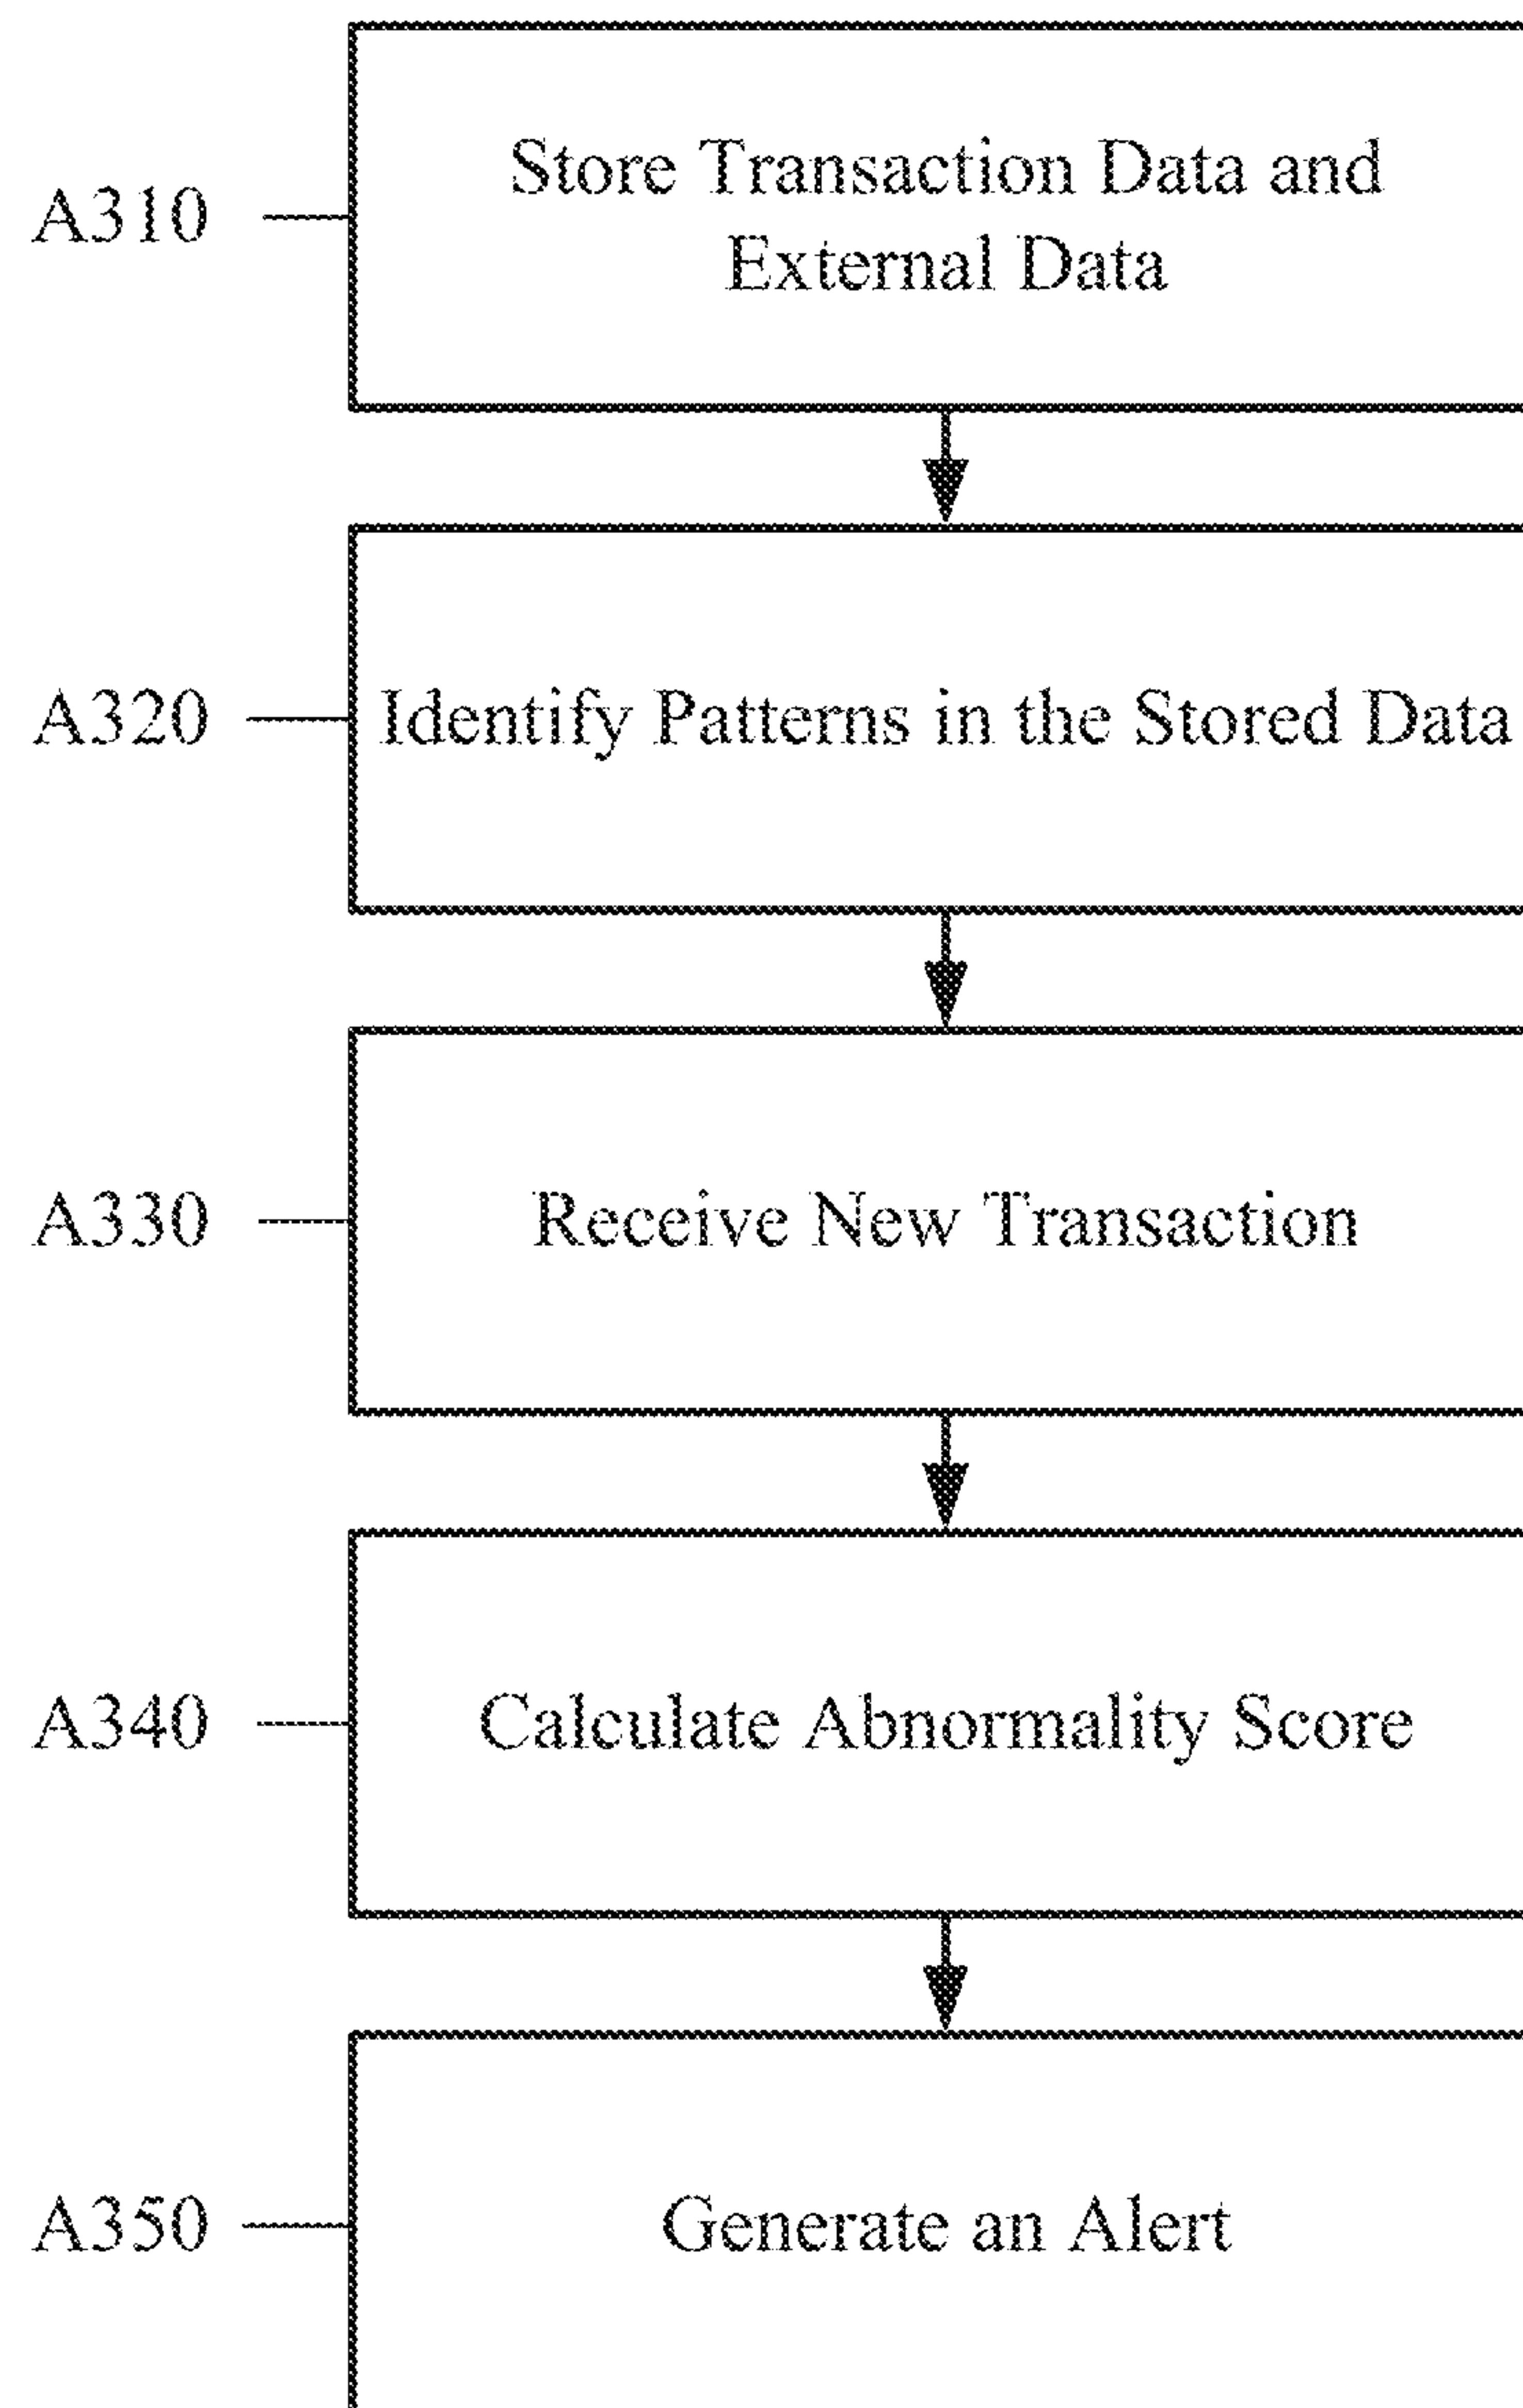 A310
Store Transaction Data and
External Data
A320
Identify Patterns in the Stored Data
A330
Receive New Transaction
A340
Calculate Abnormality Score
A350
Generate an Alert